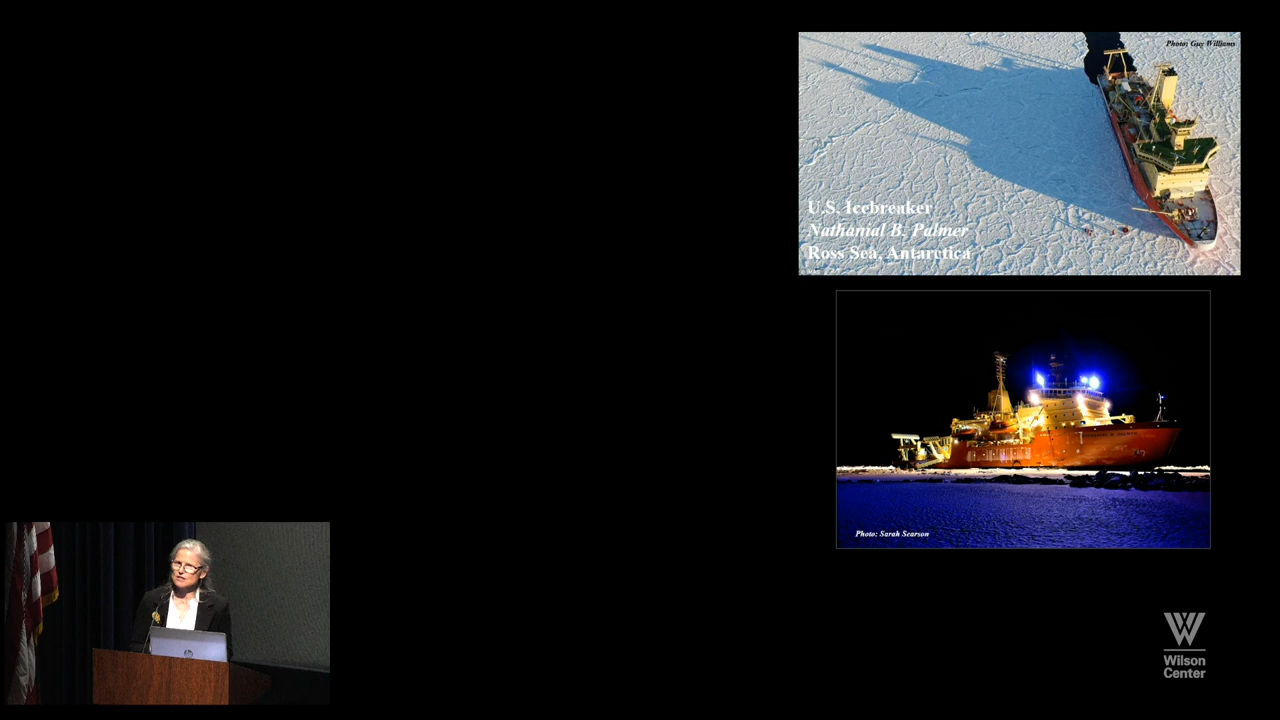 Photo: Guy Williams
U.S. Icebreaker
Nathanial B. Palmer
Ross Sea, Antarctica
Photo: Sarah Searson
Wilson
Center